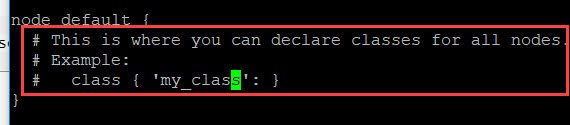 node default {
  # This is where you can declare classes for all nodes.
  # Example:
  #   class { 'my_class': }
}